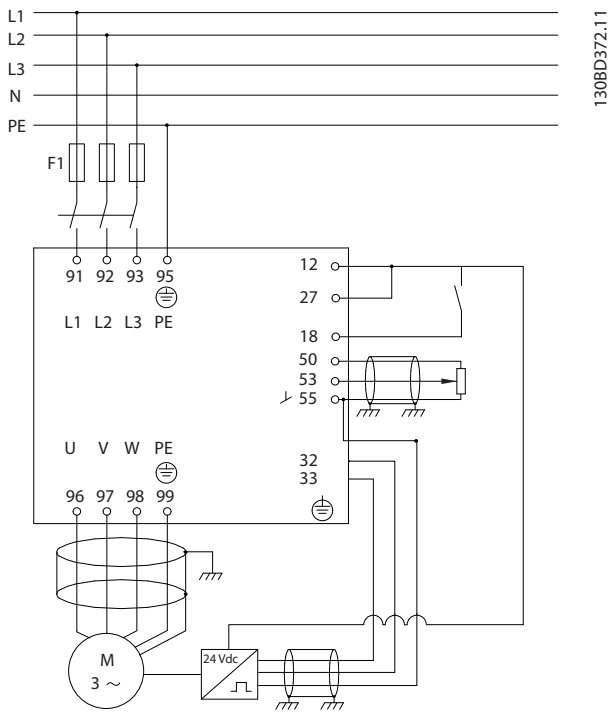 L1
L2
L3
N
PE
130BD372.11
F1
91 92 93 95
L1 L2 L3 PE
12
27
18
50
53
55
32
33
U V W PE
96 97 98 99
M
3 ~
24 Vdc